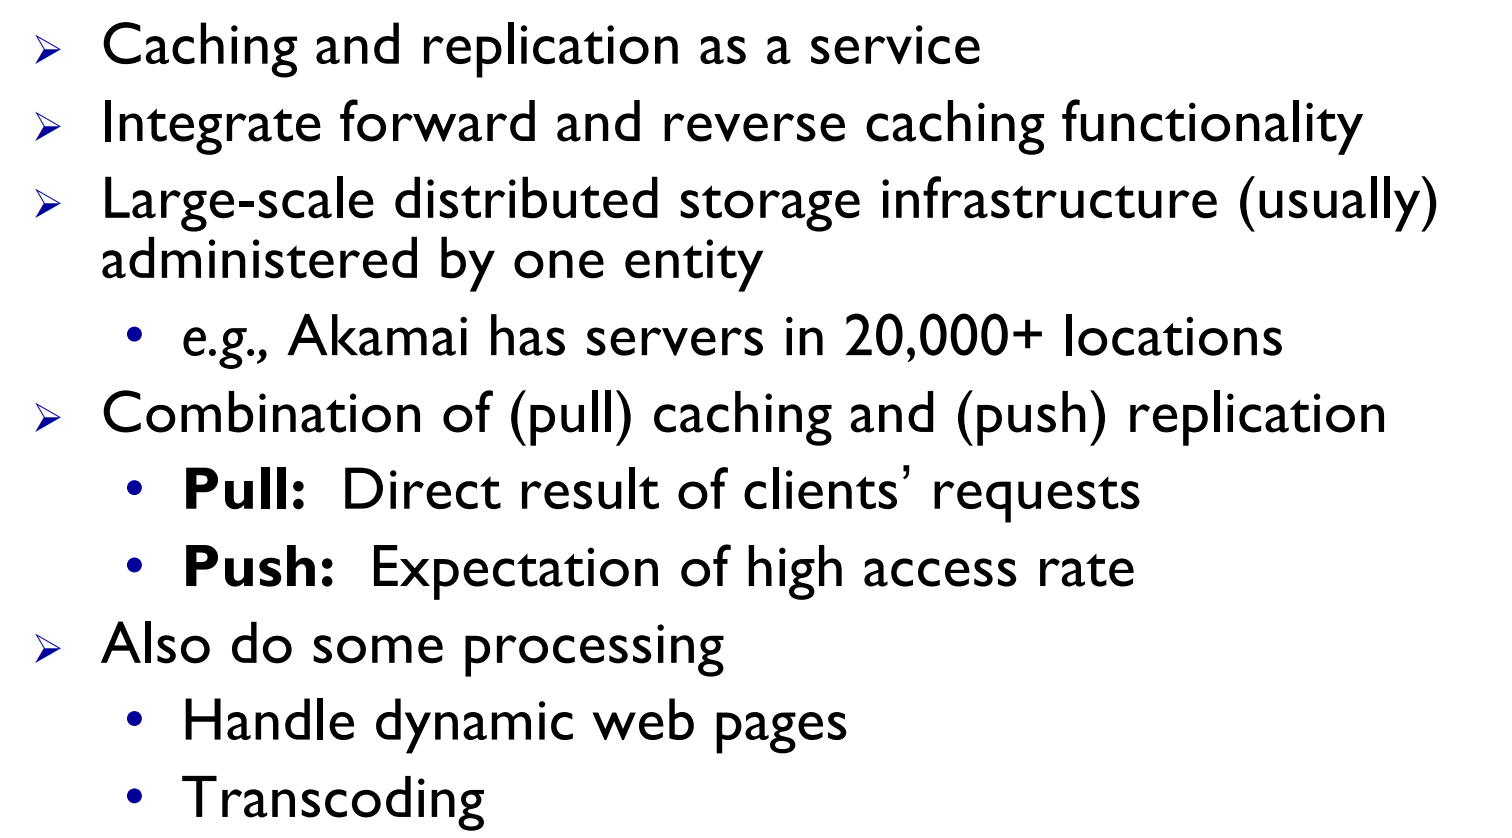 ➢ Caching and replication as a service
➢ Integrate forward and reverse caching functionality
➢ Large-scale distributed storage infrastructure (usually)
administered by one entity
• e.g., Akamai has servers in 20,000+ locations
➢ Combination of (pull) caching and (push) replication
• Pull: Direct result of clients’ requests
• Push: Expectation of high access rate
➢ Also do some processing
• Handle dynamic web pages
• Transcoding